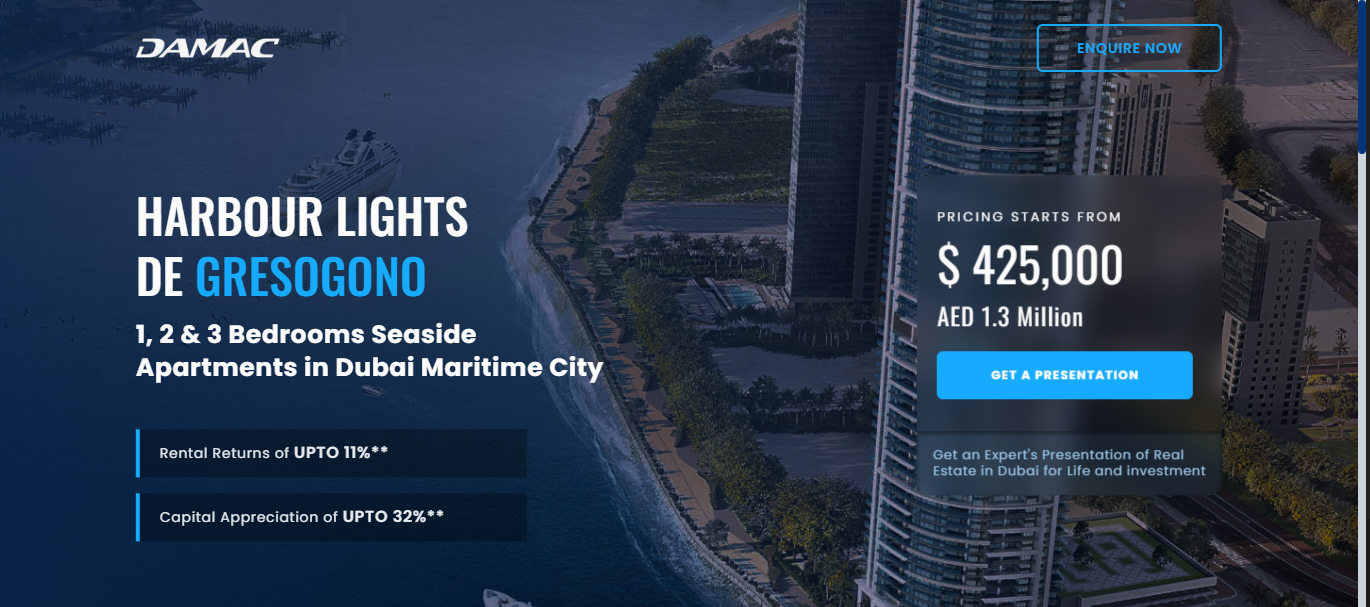 DAMAC
ENQUIRE NOW
HARBOUR LIGHTS
DE GRESOGONO
1, 2 & 3 Bedrooms Seaside
Apartments in Dubai Maritime City
Rental Returns of UPTO 11%**
Capital Appreciation of UPTO 32%**
PRICING STARTS FROM
$ 425,000
AED 1.3 Million
GET A PRESENTATION
Get an Expert's Presentation of Real
Estate in Dubai for Life and investment